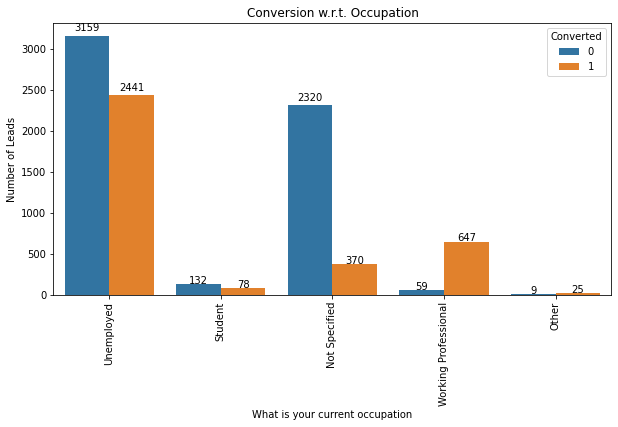 Conversion w.r.t. Occupation
Converted
0
1
Number of Leads
3000
2500
2000
1500
1000
500
0
3159
2441
132
78
2320
370
59
647
9
25
Unemployed
Student
Not Specified
Working Professional
Other
What is your current occupation